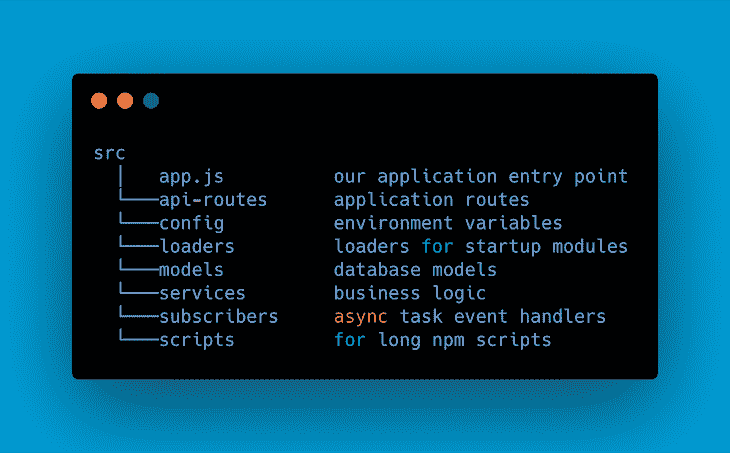 src
│ app.js our application entry point
└───api-routes application routes
└───config environment variables
└───loaders loaders for startup modules
└───models database models
└───services business logic
└───subscribers async task event handlers
└───scripts for long npm scripts